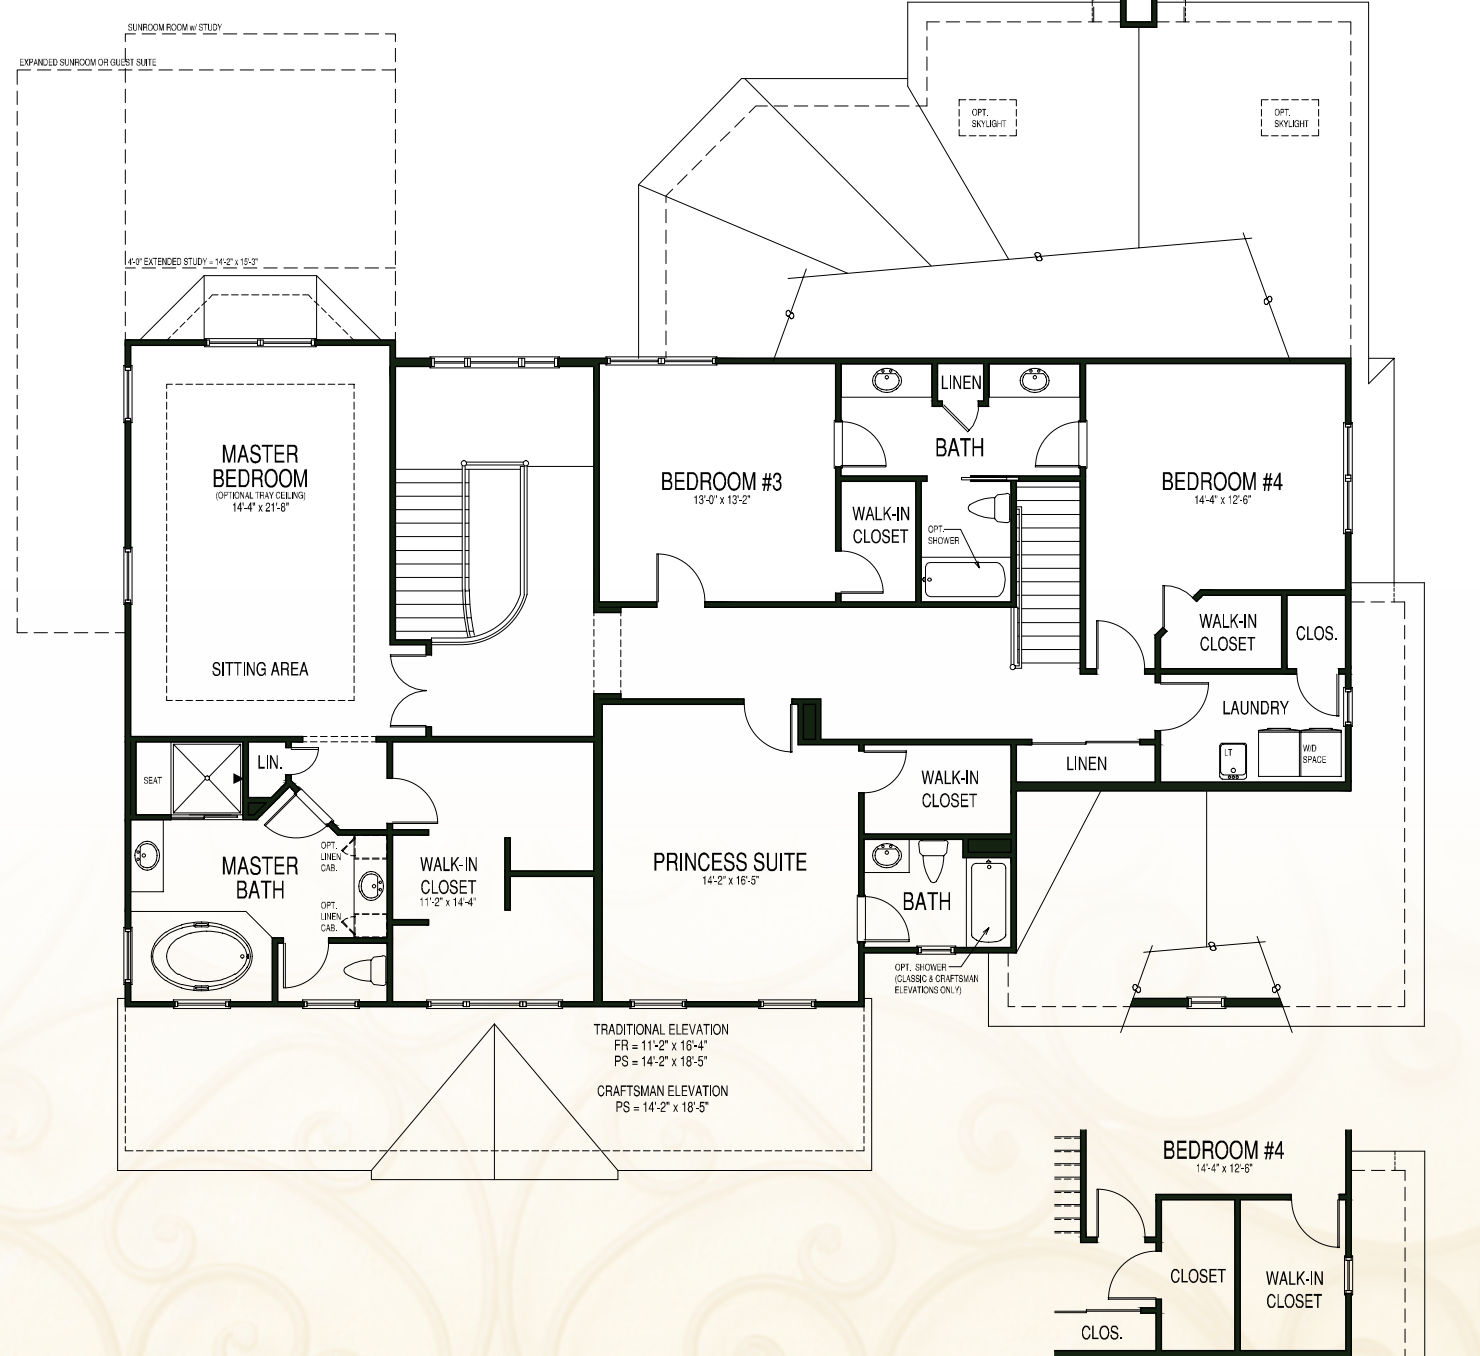 SUNROOM ROOM w/ STUDY
EXPANDED SUNROOM OR GUEST SUITE
OPT.
SKYLIGHT
OPT.
SKYLIGHT
4'-0" EXTENDED STUDY = 14'-2" x 15'-3"
MASTER
BEDROOM
(OPTIONAL TRAY CEILING)
14'-4" x 21'-8"
SITTING AREA
BEDROOM #3
13'-0" x 13'-2"
LINEN
BATH
WALK-IN
CLOSET
OPT.
SHOWER
BEDROOM #4
14'-4" x 12'-6"
WALK-IN
CLOSET
CLOS.
LAUNDRY
LT
W/D
SPACE
LINEN
SEAT
LIN.
MASTER
BATH
OPT.
LINEN
CAB.
OPT.
LINEN
CAB.
WALK-IN
CLOSET
11'-2" x 14'-4"
PRINCESS SUITE
14'-2" x 16'-5"
WALK-IN
CLOSET
BATH
OPT. SHOWER
(CLASSIC & CRAFTSMAN
ELEVATIONS ONLY)
TRADITIONAL ELEVATION
FR = 11'-2" x 16'-4"
PS = 14'-2" x 18'-5"
CRAFTSMAN ELEVATION
PS = 14'-2" x 18'-5"
BEDROOM #4
14'-4" x 12'-6"
CLOSET
WALK-IN
CLOSET
CLOS.